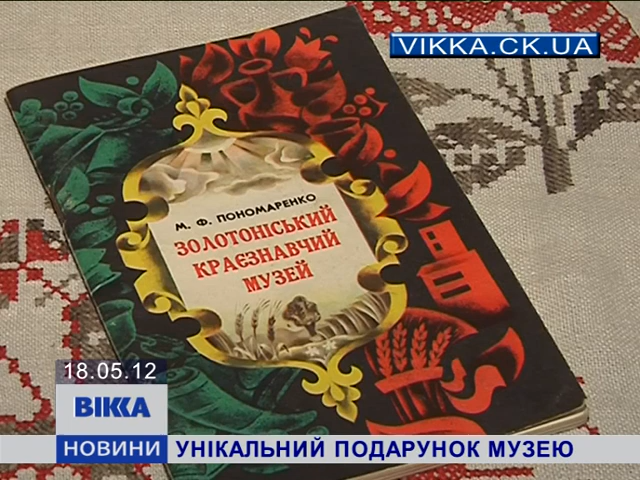 VIKKA.CK.UA
М. Ф. ПОНОМАРЕНКО
ЗОЛОТОНІСЬКИЙ
КРАЄЗНАВЧИЙ
МУЗЕЙ
18.05.12
ВІККА
НОВИНИ УНІКАЛЬНИЙ ПОДАРУНОК МУЗЕЮ